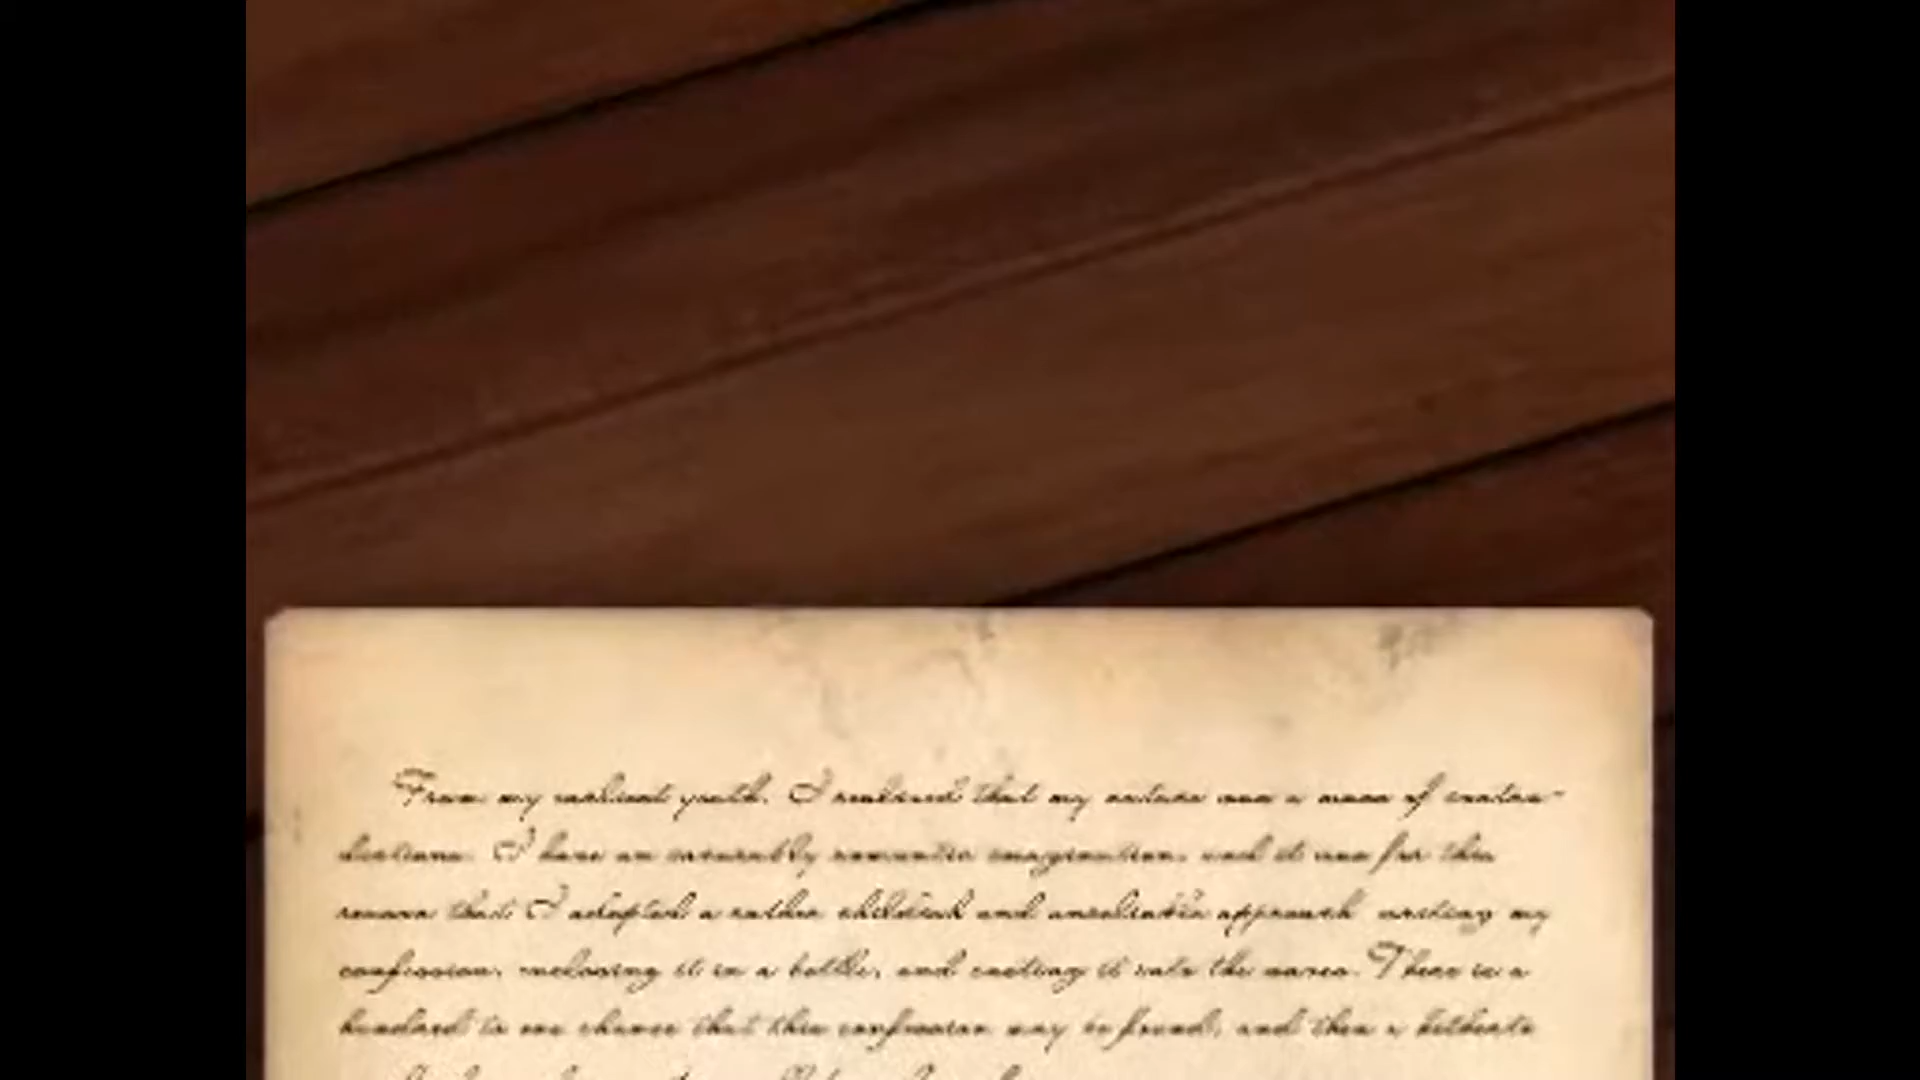 From my earliest youth, I realized that my nature was a mass of contra-
dictions. I have an incurably romantic imagination, and it was for this
reason that I adopted a rather childish and unreliable approach writing my
confession, enclosing it in a bottle, and casting it into the waves. There is a
hundred to one chance that this confession may be found, and then a hitherto